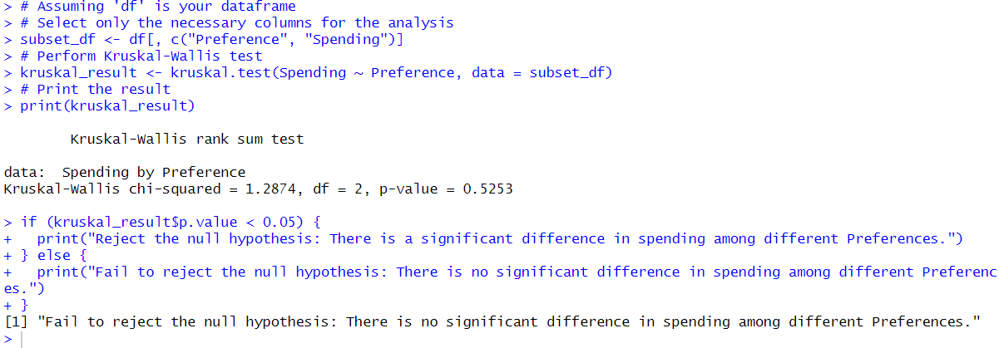 > # Assuming 'df' is your dataframe
> # Select only the necessary columns for the analysis
> subset_df <- df[, c("Preference", "Spending")]
> # Perform Kruskal-Wallis test
> kruskal_result <- kruskal.test(Spending ~ Preference, data = subset_df)
> # Print the result
> print(kruskal_result)
Kruskal-Wallis rank sum test
data:  Spending by Preference
Kruskal-Wallis chi-squared = 1.2874, df = 2, p-value = 0.5253
> if (kruskal_result$p.value < 0.05) {
+   print("Reject the null hypothesis: There is a significant difference in spending among different Preferences.")
+ } else {
+   print("Fail to reject the null hypothesis: There is no significant difference in spending among different Preferenc
es.")
+ }
[1] "Fail to reject the null hypothesis: There is no significant difference in spending among different Preferences."
>